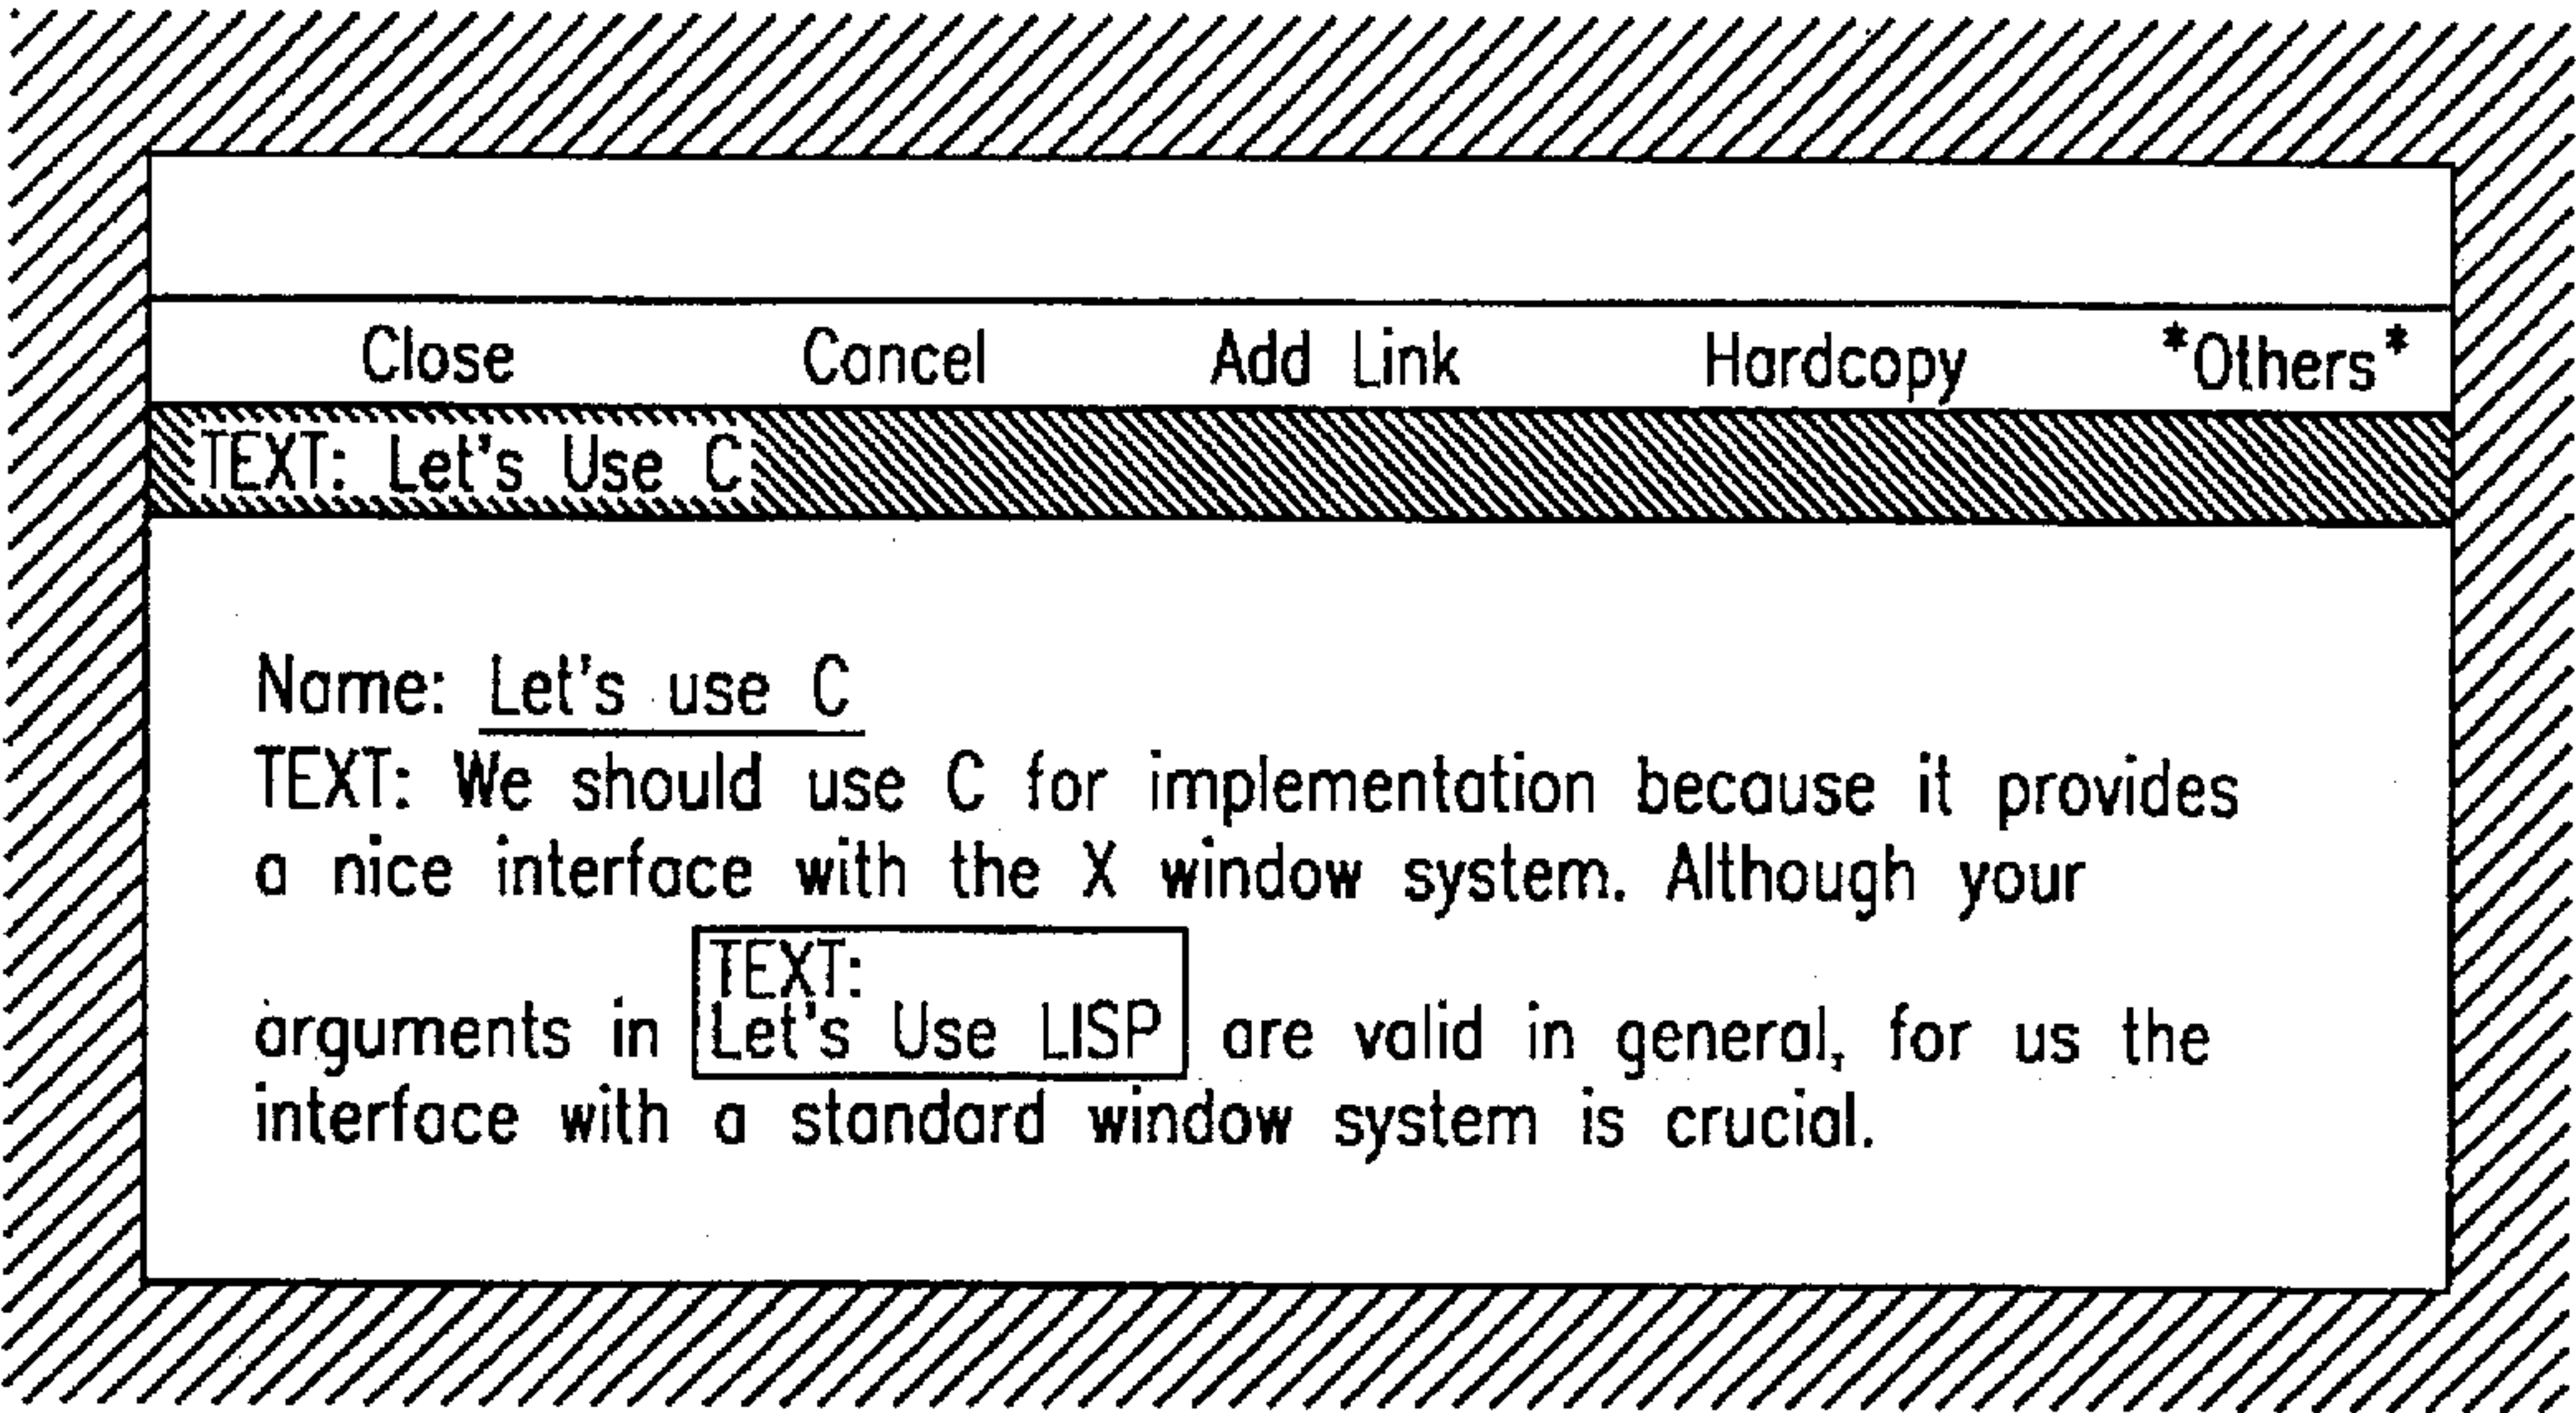 Close Cancel Add Link Hardcopy *Others*
TEXT: Let's Use C
Name: Let's use C
TEXT: We should use C for implementation because it provides
a nice interface with the X window system. Although your
TEXT:
arguments in Let's Use LISP are valid in general, for us the
interface with a standard window system is crucial.